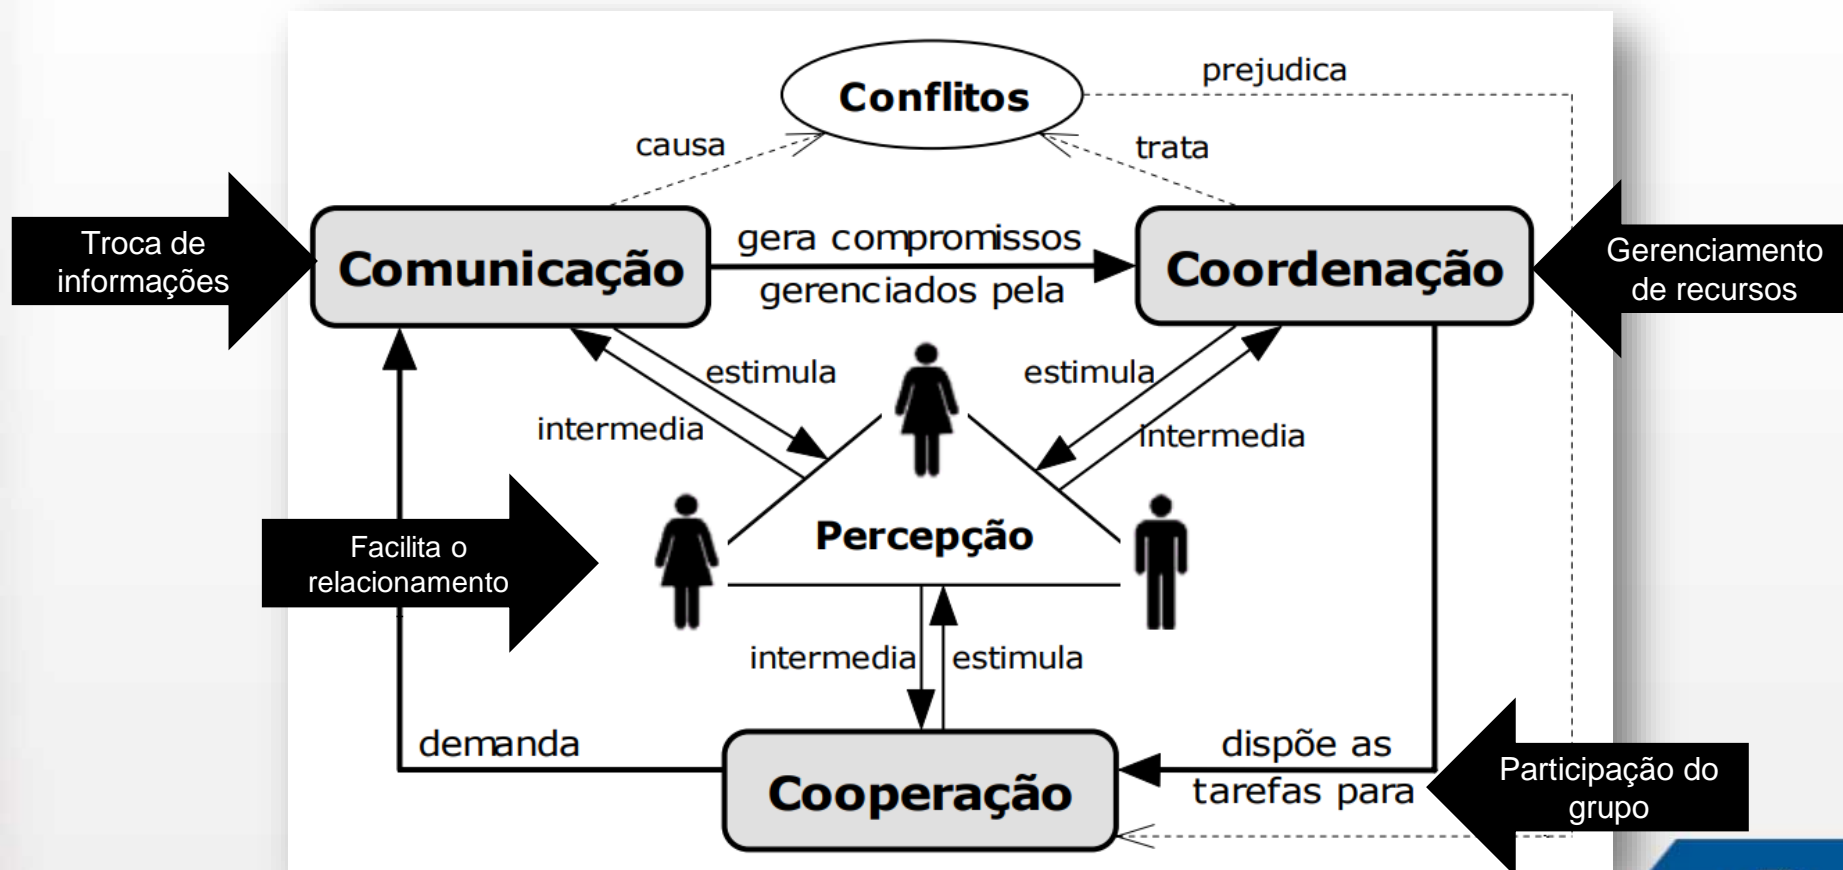 prejudica
Conflitos
causa
trata
Troca de
informações
Comunicação
gera compromissos
gerenciados pela
Coordenação
Gerenciamento
de recursos
estimula
estimula
intermedia
intermedia
Facilita o
relacionamento
Percepção
intermedia
estimula
demanda
dispõe as
tarefas para
Cooperação
Participação do
grupo